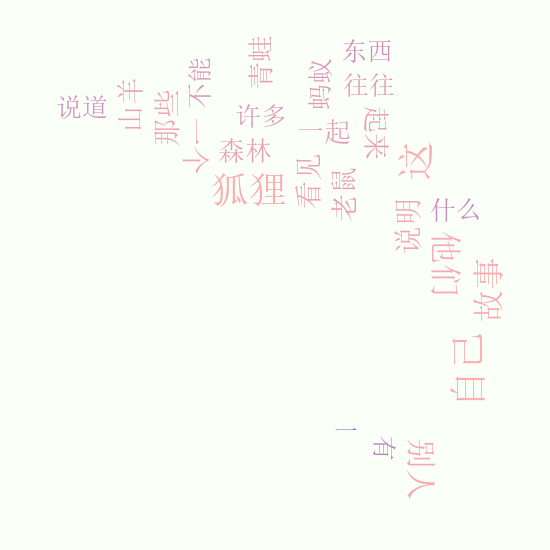 东西
青蛙
蚂蚁
往往
不能
山羊
说道
那些
许多
一起
起来
一个
森林
看见
老鼠
这
狐狸
说明
什么
他们
故事
自己
一
有
别人